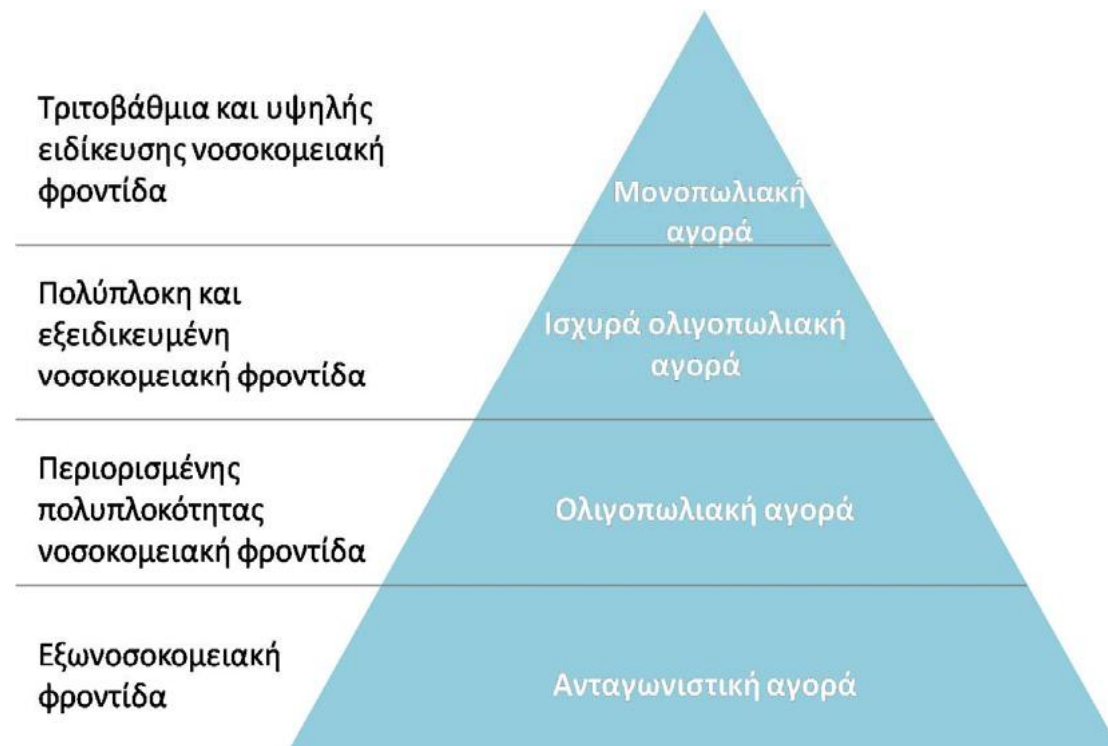 Τριτοβάθμια και υψηλής
ειδίκευσης νοσοκομειακή
φροντίδα
Μονοπωλιακή
αγορά
Πολύπλοκη και
εξειδικευμένη
νοσοκομειακή φροντίδα
Ισχυρά ολιγοπωλιακή
αγορά
Περιορισμένης
πολυπλοκότητας
νοσοκομειακή φροντίδα
Ολιγοπωλιακή αγορά
Εξωνοσοκομειακή
φροντίδα
Ανταγωνιστική αγορά